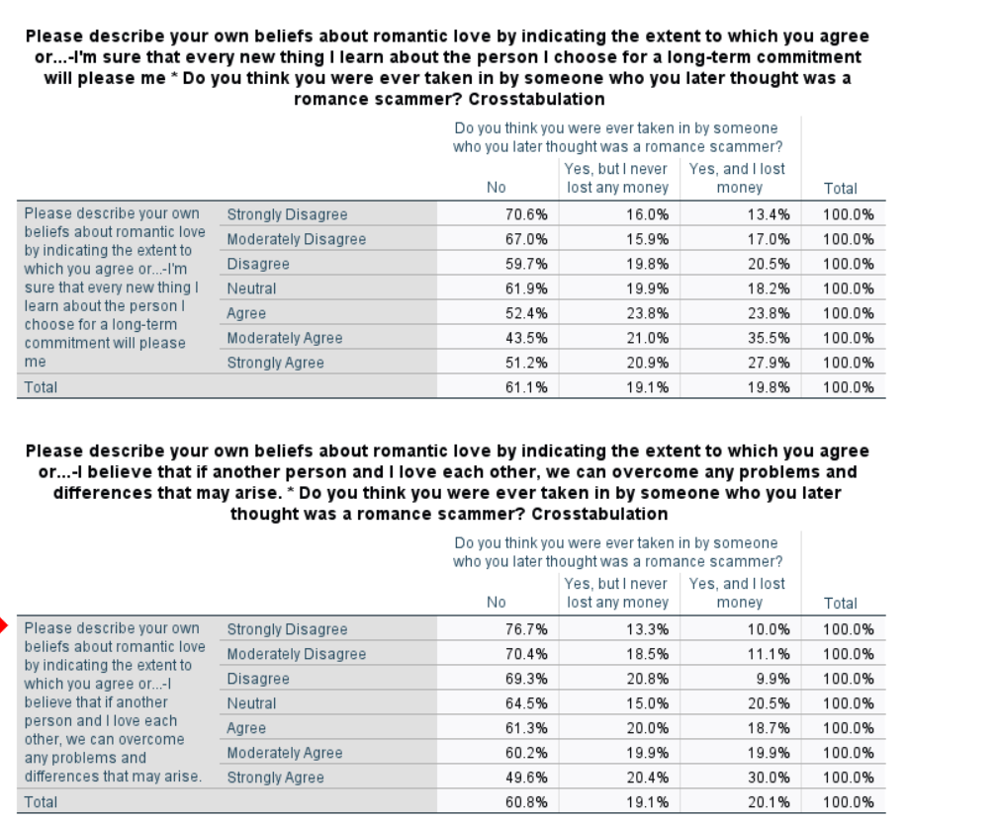 Please describe your own beliefs about romantic love by indicating the extent to which you agree
or...-I'm sure that every new thing I learn about the person I choose for a long-term commitment
will please me * Do you think you were ever taken in by someone who you later thought was a
romance scammer? Crosstabulation
Do you think you were ever taken in by someone
who you later thought was a romance scammer?
No
Yes, but I never
lost any money
Yes, and I lost
money
Total
Please describe your own
beliefs about romantic love
by indicating the extent to
which you agree or...-I'm
sure that every new thing I
learn about the person I
choose for a long-term
commitment will please
me
Strongly Disagree 70.6% 16.0% 13.4% 100.0%
Moderately Disagree 67.0% 15.9% 17.0% 100.0%
Disagree 59.7% 19.8% 20.5% 100.0%
Neutral 61.9% 19.9% 18.2% 100.0%
Agree 52.4% 23.8% 23.8% 100.0%
Moderately Agree 43.5% 21.0% 35.5% 100.0%
Strongly Agree 51.2% 20.9% 27.9% 100.0%
Total 61.1% 19.1% 19.8% 100.0%
Please describe your own beliefs about romantic love by indicating the extent to which you agree
or...-I believe that if another person and I love each other, we can overcome any problems and
differences that may arise. * Do you think you were ever taken in by someone who you later
thought was a romance scammer? Crosstabulation
Do you think you were ever taken in by someone
who you later thought was a romance scammer?
No
Yes, but I never
lost any money
Yes, and I lost
money
Total
Please describe your own
beliefs about romantic love
by indicating the extent to
which you agree or...-I
believe that if another
person and I love each
other, we can overcome
any problems and
differences that may arise.
Strongly Disagree 76.7% 13.3% 10.0% 100.0%
Moderately Disagree 70.4% 18.5% 11.1% 100.0%
Disagree 69.3% 20.8% 9.9% 100.0%
Neutral 64.5% 15.0% 20.5% 100.0%
Agree 61.3% 20.0% 18.7% 100.0%
Moderately Agree 60.2% 19.9% 19.9% 100.0%
Strongly Agree 49.6% 20.4% 30.0% 100.0%
Total 60.8% 19.1% 20.1% 100.0%